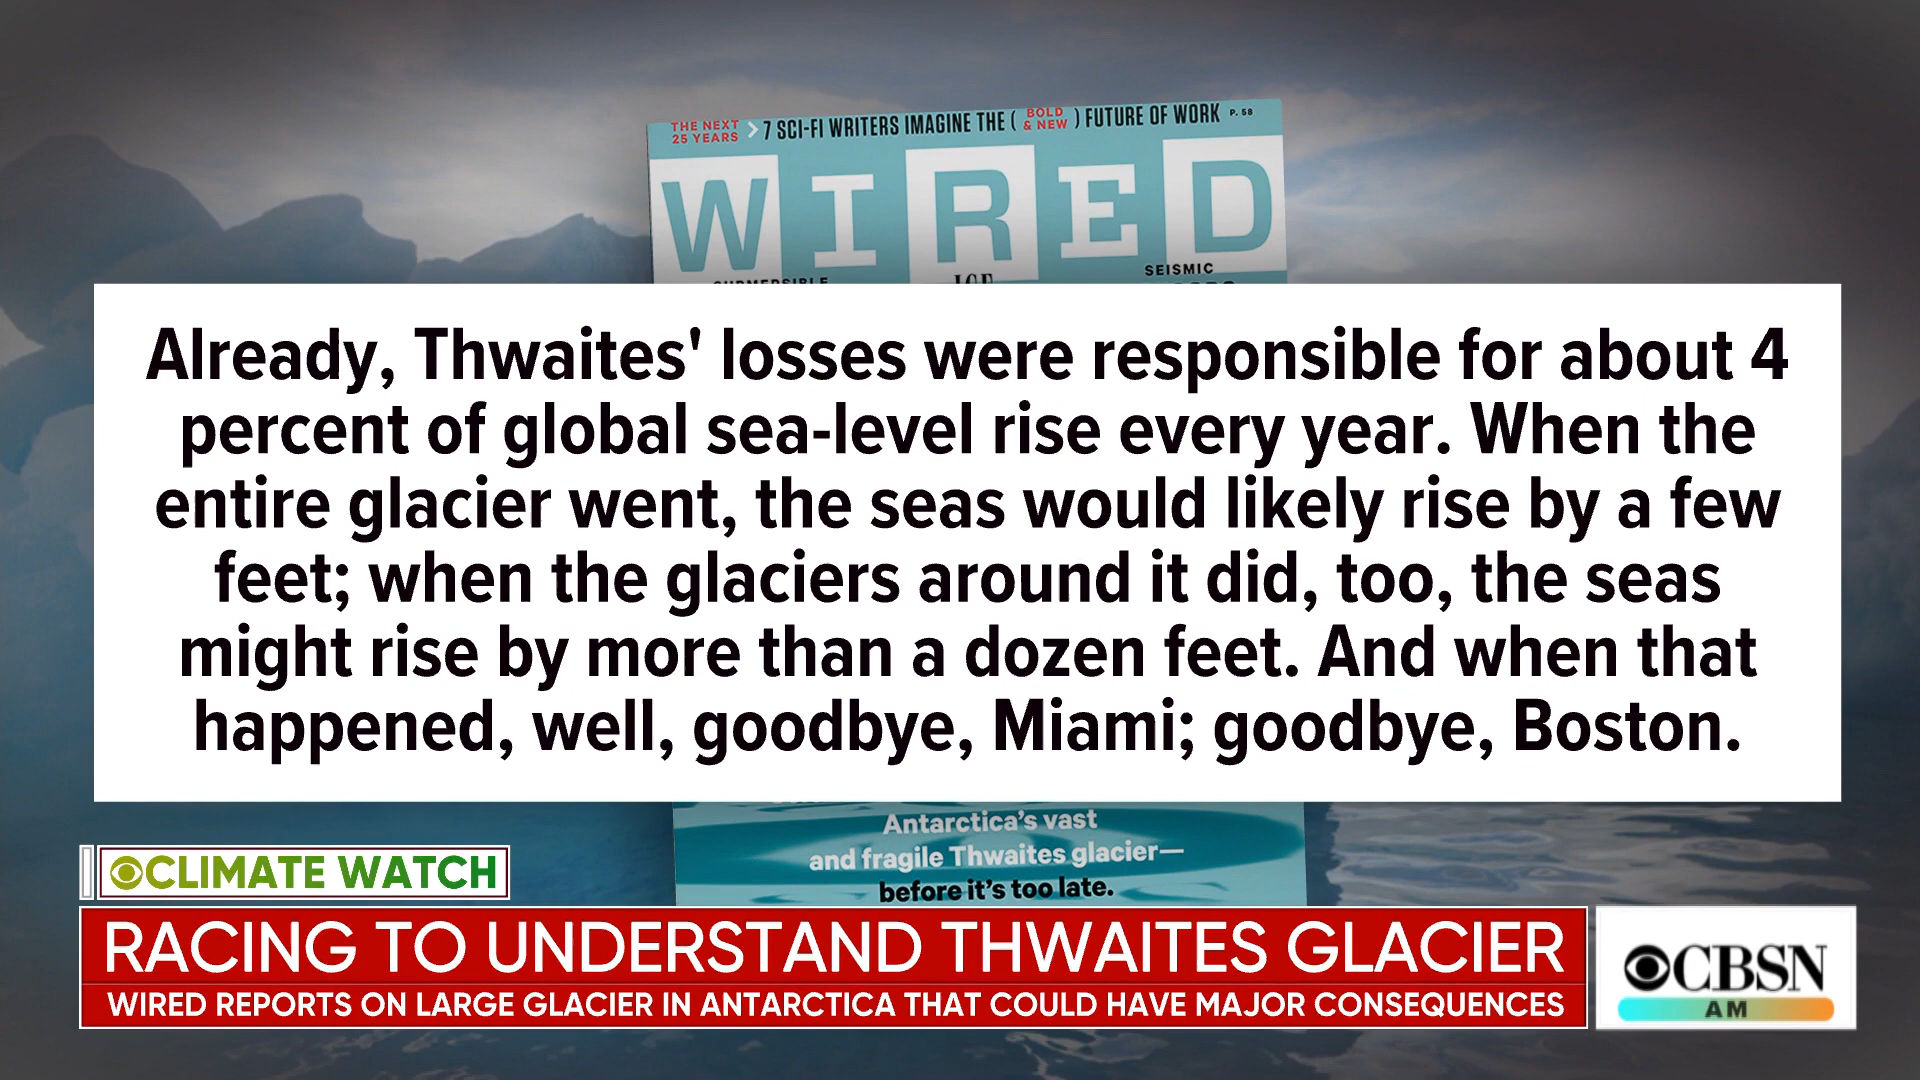 THE NEXT
25 YEARS
7 SCI-FI WRITERS IMAGINE THE ( BOLD & NEW ) FUTURE OF WORK P. 58
WIRED
SUBMERSIBLE
ICE
SEISMIC
Already, Thwaites' losses were responsible for about 4
percent of global sea-level rise every year. When the
entire glacier went, the seas would likely rise by a few
feet; when the glaciers around it did, too, the seas
might rise by more than a dozen feet. And when that
happened, well, goodbye, Miami; goodbye, Boston.
Antarctica's vast
and fragile Thwaites glacier—
before it's too late.
CLIMATE WATCH
RACING TO UNDERSTAND THWAITES GLACIER
WIRED REPORTS ON LARGE GLACIER IN ANTARCTICA THAT COULD HAVE MAJOR CONSEQUENCES
CBSN
AM